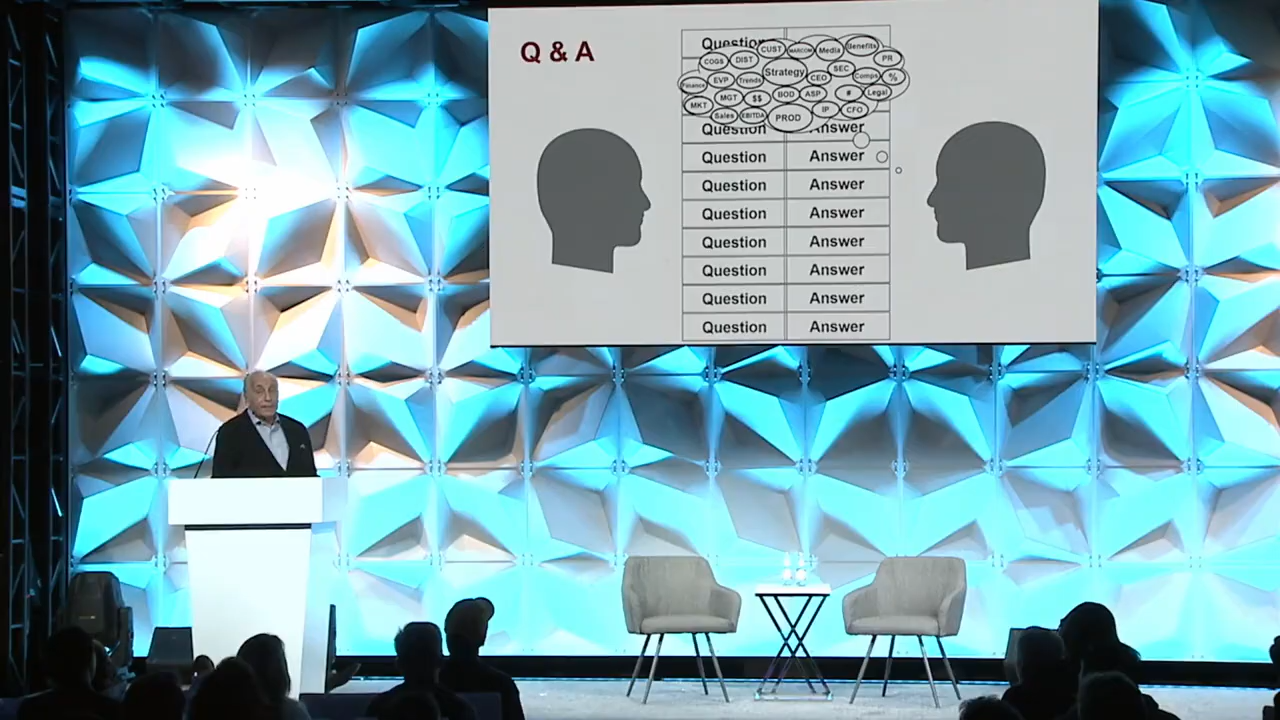 Q & A
Question
CUST
MARCOM
Media
Benefits
COGS
DIST
PR
Strategy
SEC
Finance
EVP
Trends
CEO
Comps
%
MKT
MGT
$$
BOD
ASP
#
Legal
Sales
EBITDA
PROD
IP
CFO
Question Answer
Question Answer
Question Answer
Question Answer
Question Answer
Question Answer
Question Answer
Question Answer